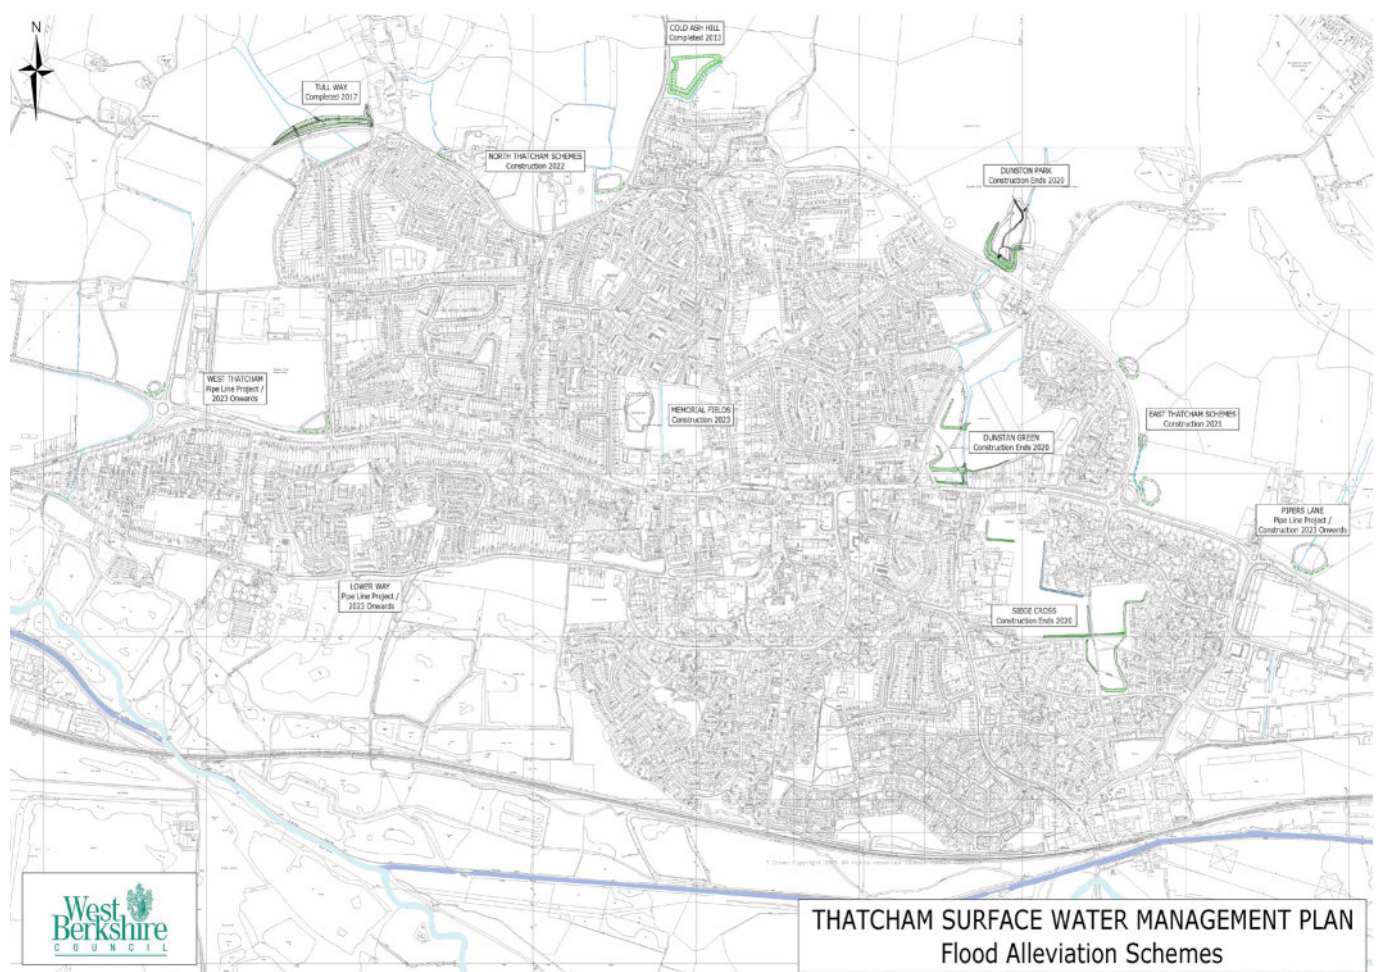 N
COLD ASH HILL
Completed 2013
TULL WAY
Completed 2017
NORTH THATCHAM SCHEMES
Construction 2022
DUNSTON PARK
Construction Ends 2020
WEST THATCHAM
Pipe Line Project /
2023 Onwards
MEMORIAL FIELDS
Construction 2023
EAST THATCHAM SCHEMES
Construction 2021
DUNSTAN GREEN
Construction Ends 2020
PIPERS LANE
Pipe Line Project /
Construction 2023 Onwards
LOWER WAY
Pipe Line Project /
2023 Onwards
SIEGE CROSS
Construction Ends 2020
West
Berkshire
COUNCIL
THATCHAM SURFACE WATER MANAGEMENT PLAN
Flood Alleviation Schemes